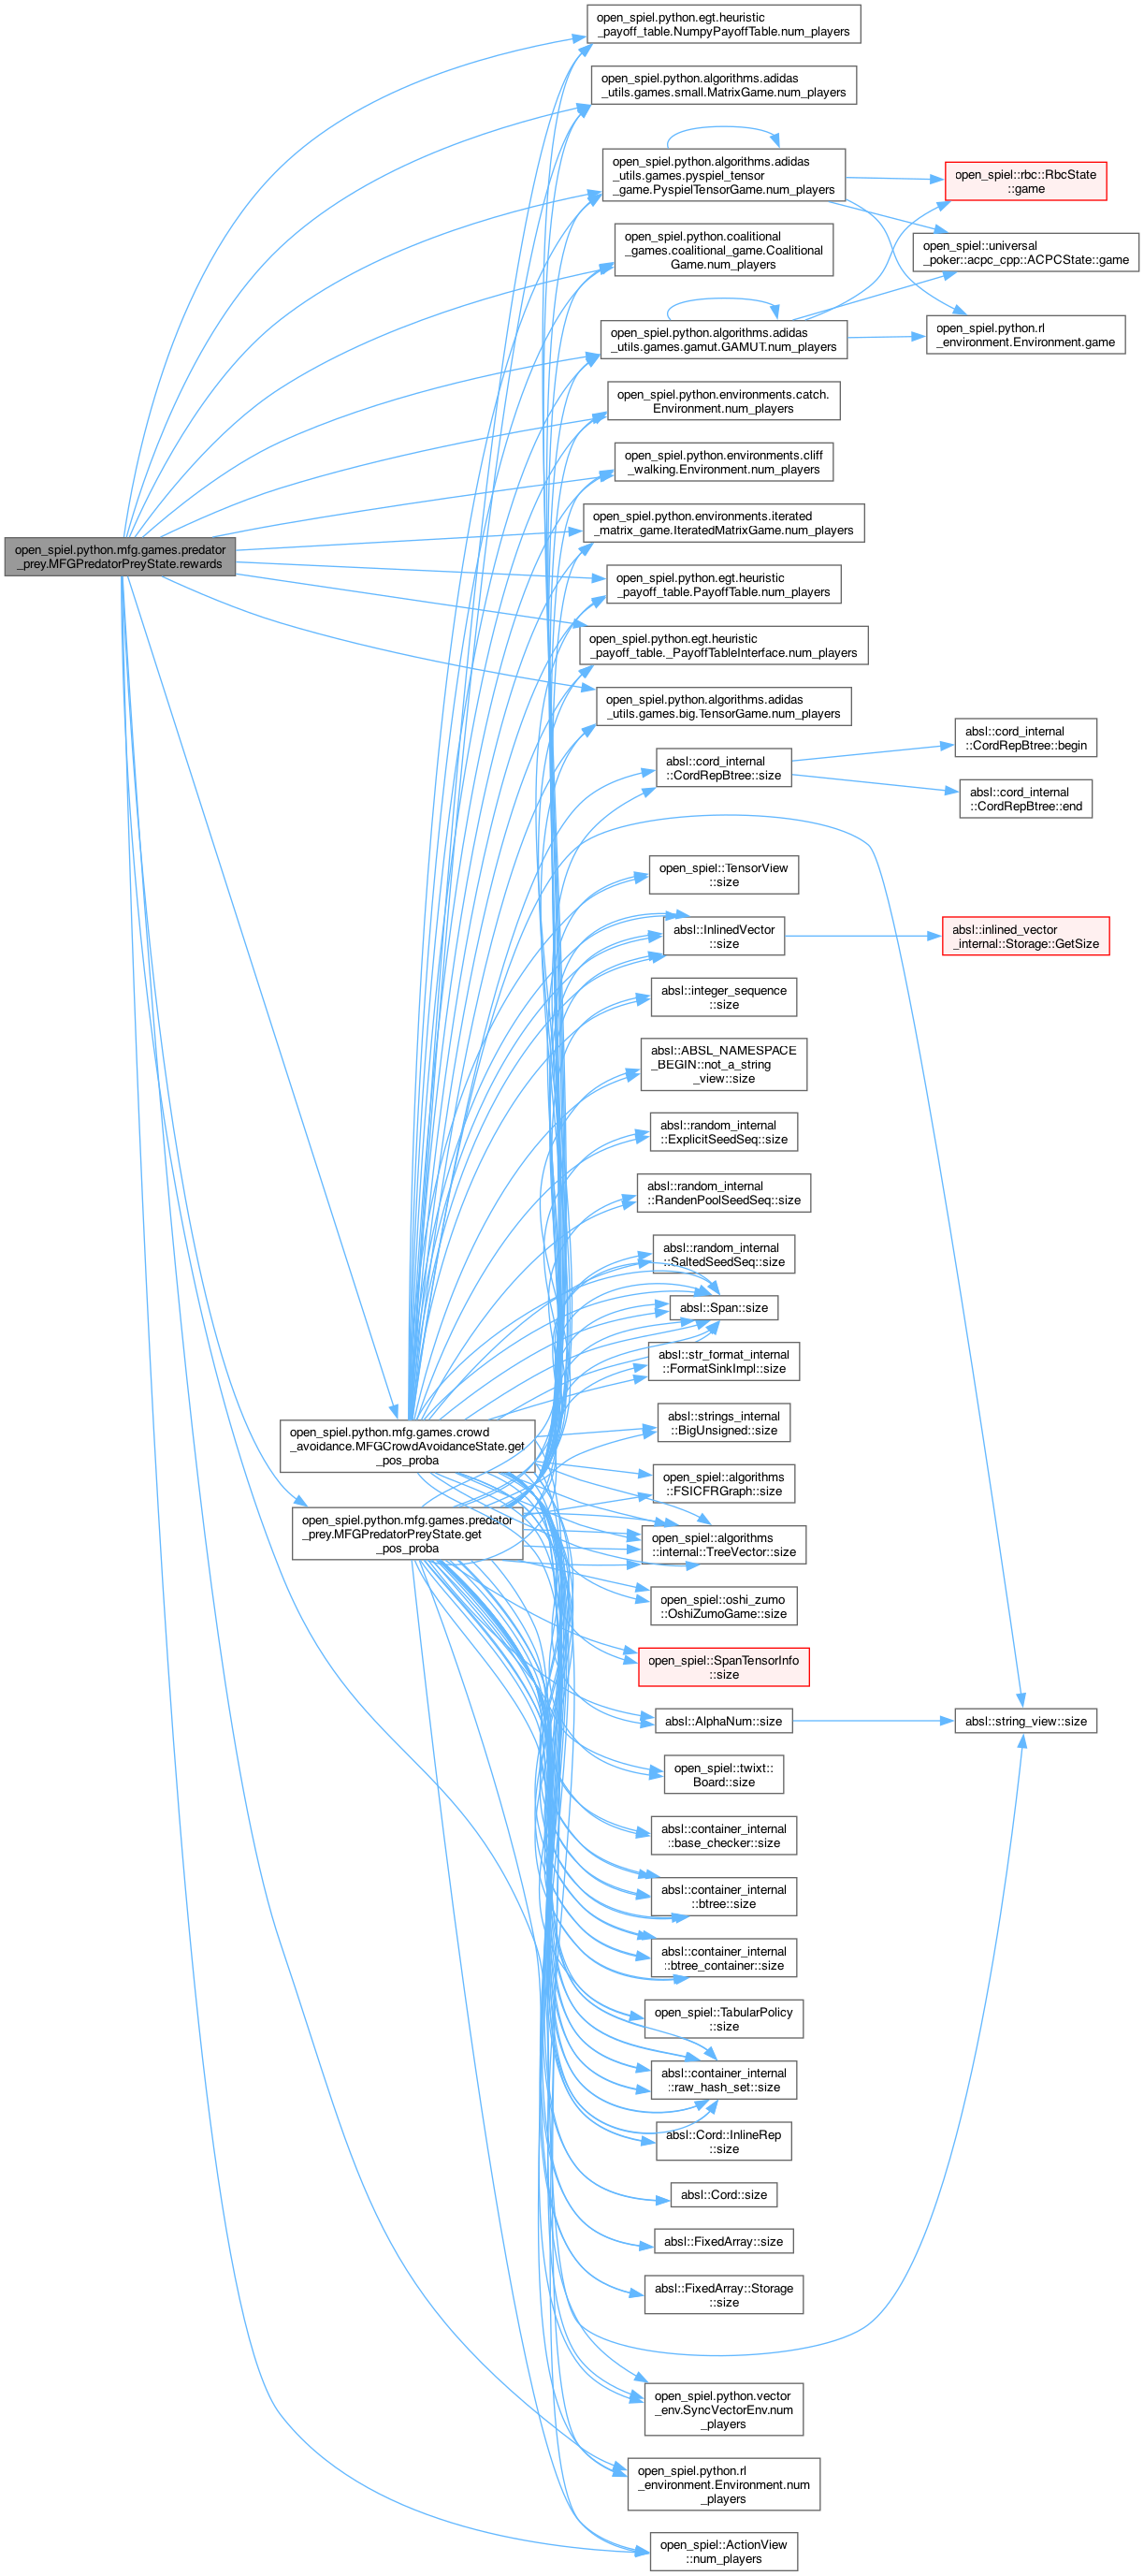 open_spiel.python.egt.heuristic
_payoff_table.NumpyPayoffTable.num_players
open_spiel.python.algorithms.adidas
_utils.games.small.MatrixGame.num_players
open_spiel.python.algorithms.adidas
_utils.games.pyspiel_tensor
_game.PyspielTensorGame.num_players
open_spiel::rbc::RbcState
::game
open_spiel.python.coalitional
_games.coalitional_game.Coalitional
Game.num_players
open_spiel::universal
_poker::acpc_cpp::ACPCState::game
open_spiel.python.algorithms.adidas
_utils.games.gamut.GAMUT.num_players
open_spiel.python.rl
_environment.Environment.game
open_spiel.python.environments.catch.
Environment.num_players
open_spiel.python.environments.cliff
_walking.Environment.num_players
open_spiel.python.environments.iterated
_matrix_game.IteratedMatrixGame.num_players
open_spiel.python.mfg.games.predator
_prey.MFGPredatorPreyState.rewards
open_spiel.python.egt.heuristic
_payoff_table.PayoffTable.num_players
open_spiel.python.egt.heuristic
_payoff_table._PayoffTableInterface.num_players
open_spiel.python.algorithms.adidas
_utils.games.big.TensorGame.num_players
absl::cord_internal
::CordRepBtree::size
absl::cord_internal
::CordRepBtree::begin
absl::cord_internal
::CordRepBtree::end
open_spiel::TensorView
::size
absl::InlinedVector
::size
absl::inlined_vector
_internal::Storage::GetSize
absl::integer_sequence
::size
absl::ABSL_NAMESPACE
_BEGIN::not_a_string
_view::size
absl::random_internal
::ExplicitSeedSeq::size
absl::random_internal
::RandenPoolSeedSeq::size
absl::random_internal
::SaltedSeedSeq::size
absl::Span::size
absl::str_format_internal
::FormatSinkImpl::size
absl::strings_internal
::BigUnsigned::size
open_spiel.python.mfg.games.crowd
_avoidance.MFGCrowdAvoidanceState.get
_pos_proba
open_spiel::algorithms
::FSICFRGraph::size
open_spiel.python.mfg.games.predator
_prey.MFGPredatorPreyState.get
_pos_proba
open_spiel::algorithms
::internal::TreeVector::size
open_spiel::oshi_zumo
::OshiZumoGame::size
open_spiel::SpanTensorInfo
::size
absl::AlphaNum::size
absl::string_view::size
open_spiel::twixt::
Board::size
absl::container_internal
::base_checker::size
absl::container_internal
::btree::size
absl::container_internal
::btree_container::size
open_spiel::TabularPolicy
::size
absl::container_internal
::raw_hash_set::size
absl::Cord::InlineRep
::size
absl::Cord::size
absl::FixedArray::size
absl::FixedArray::Storage
::size
open_spiel.python.vector
_env.SyncVectorEnv.num
_players
open_spiel.python.rl
_environment.Environment.num
_players
open_spiel::ActionView
::num_players